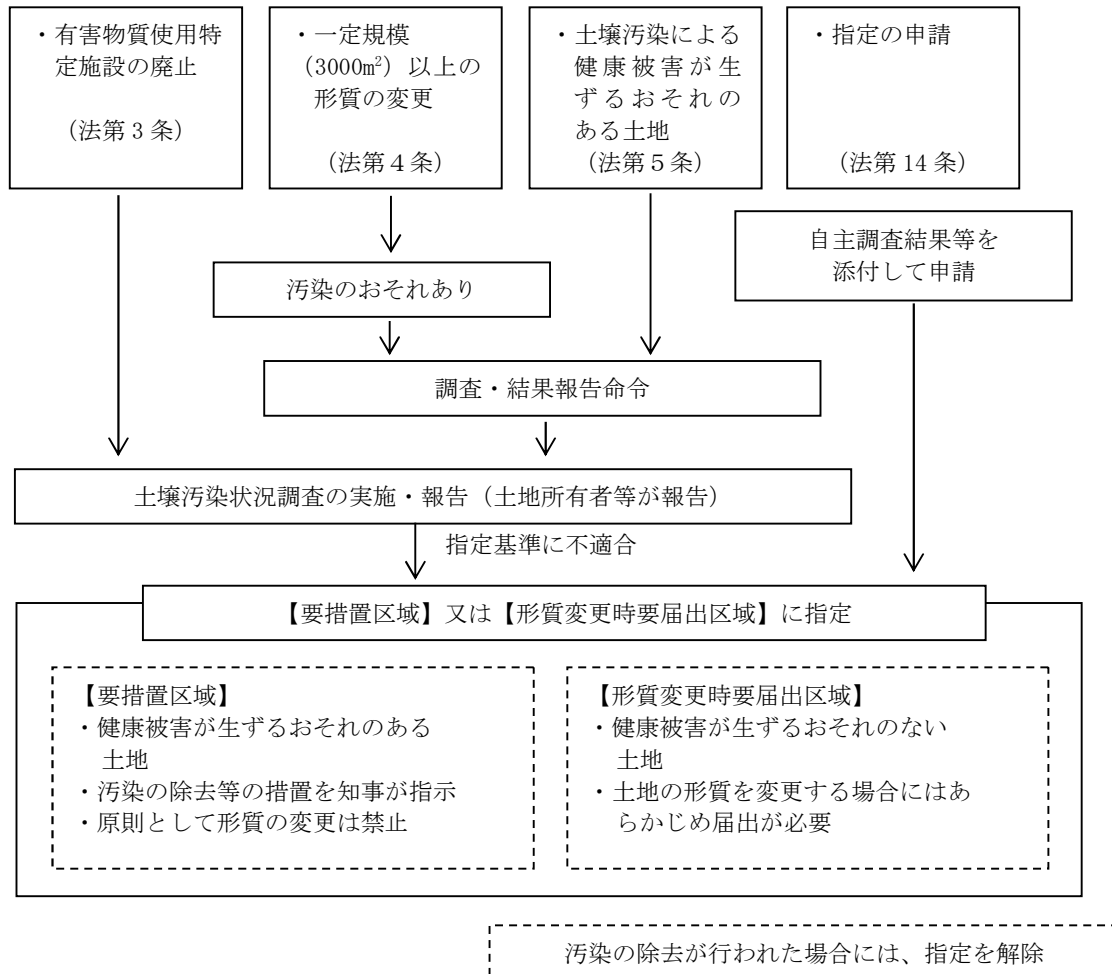 ・有害物質使用特
定施設の廃止
（法第３条）
・一定規模
（3000m²）以上の
形質の変更
（法第４条）
・土壌汚染による
健康被害が生
ずるおそれの
ある土地
（法第５条）
・指定の申請
（法第 14 条）
自主調査結果等を
添付して申請
汚染のおそれあり
調査・結果報告命令
土壌汚染状況調査の実施・報告（土地所有者等が報告）
指定基準に不適合
【要措置区域】又は【形質変更時要届出区域】に指定
【要措置区域】
・健康被害が生ずるおそれのある
土地
・汚染の除去等の措置を知事が指示
・原則として形質の変更は禁止
【形質変更時要届出区域】
・健康被害が生ずるおそれのない
土地
・土地の形質を変更する場合にはあ
らかじめ届出が必要
汚染の除去が行われた場合には、指定を解除